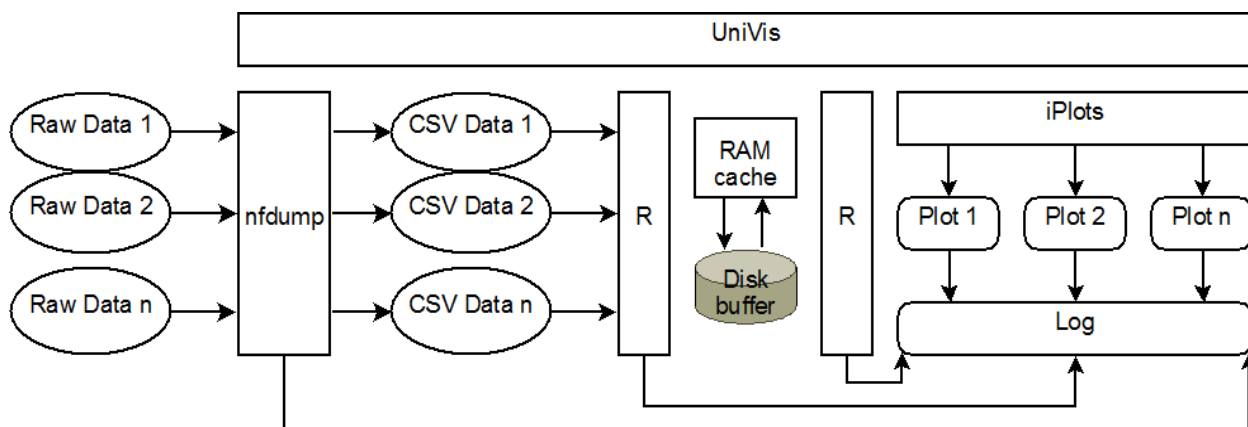 UniVis
Raw Data 1
Raw Data 2
Raw Data n
nfdump
CSV Data 1
CSV Data 2
CSV Data n
R
RAM
cache
Disk
buffer
R
iPlots
Plot 1
Plot 2
Plot n
Log